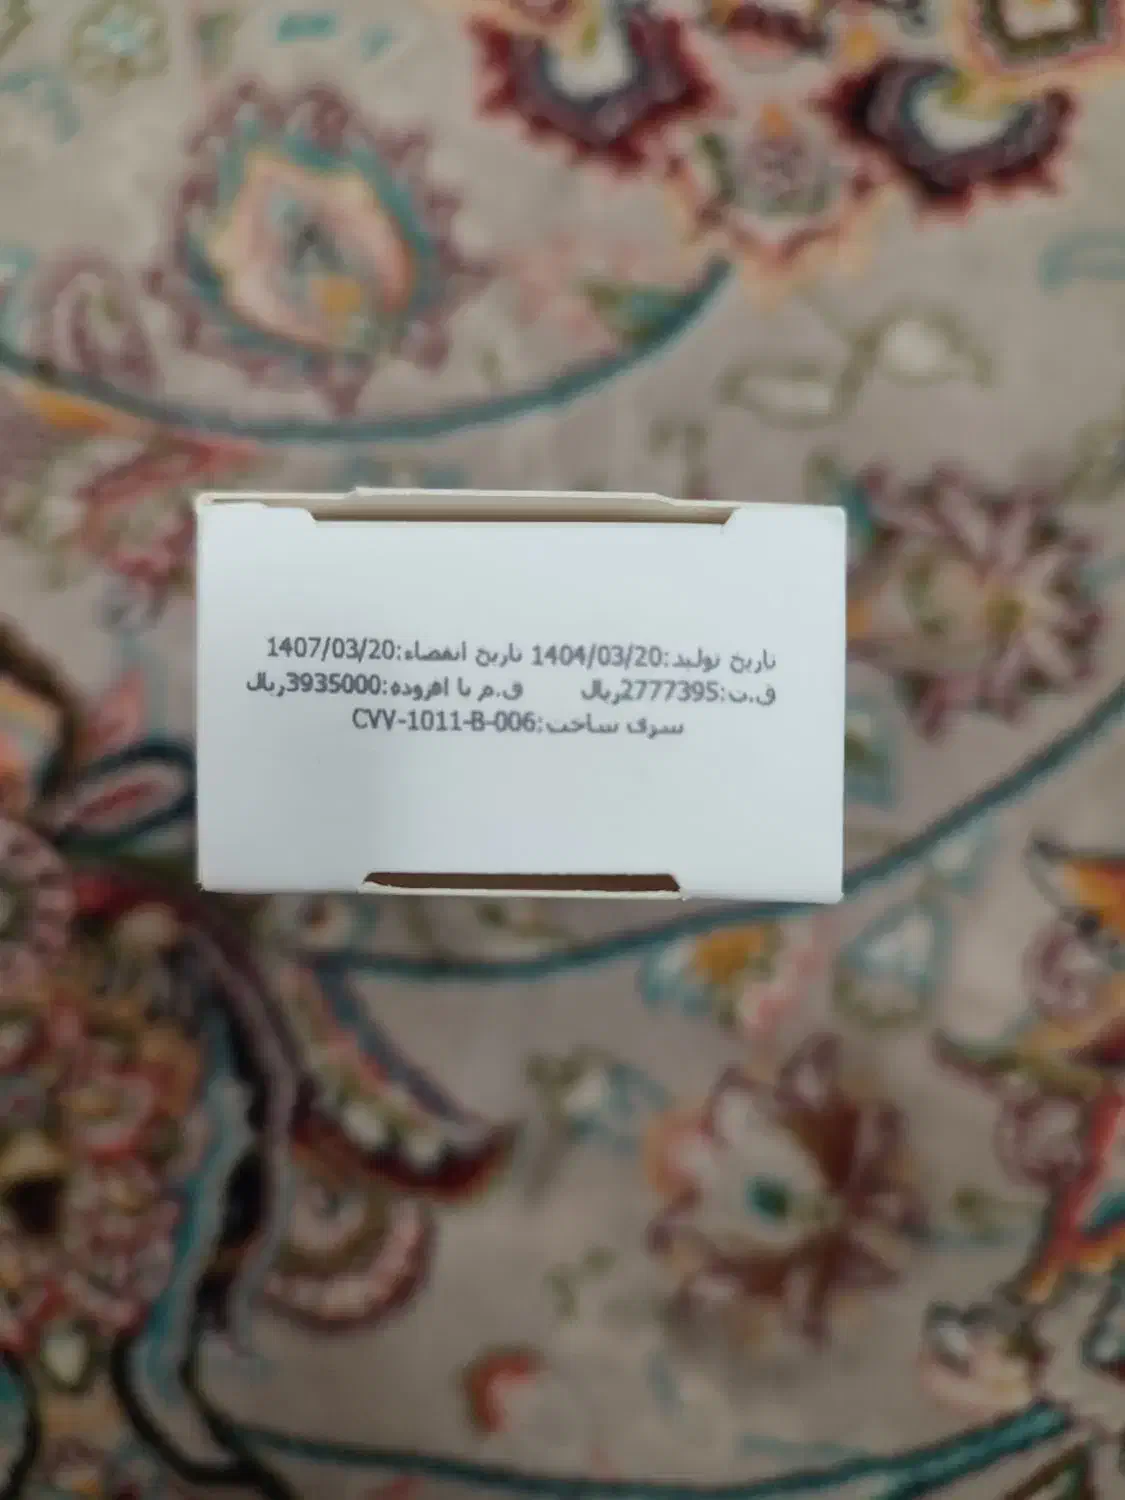 تاریخ تولید:1404/03/20 تاریخ انقضاء:1407/03/20
ق.ت:2777395ریال ق.م با افزوده:3935000ریال
سری ساخت:CVV-1011-B-006